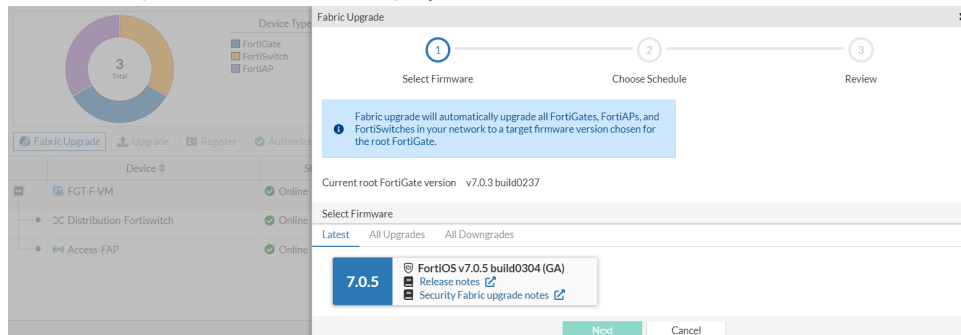 Device Type
3
Total
FortiGate
FortiSwitch
FortiAP
Fabric Upgrade
Upgrade
Register
Authorize
Device
FGT-F-VM
Online
Distribution-Fortiswitch
Online
Access-FAP
Online
Fabric Upgrade
1
2
3
Select Firmware
Choose Schedule
Review
Fabric upgrade will automatically upgrade all FortiGates, FortiAPs, and
FortiSwitches in your network to a target firmware version chosen for
the root FortiGate.
Current root FortiGate version v7.0.3 build0237
Select Firmware
Latest All Upgrades All Downgrades
7.0.5
FortiOS v7.0.5 build0304 (GA)
Release notes
Security Fabric upgrade notes
Next Cancel